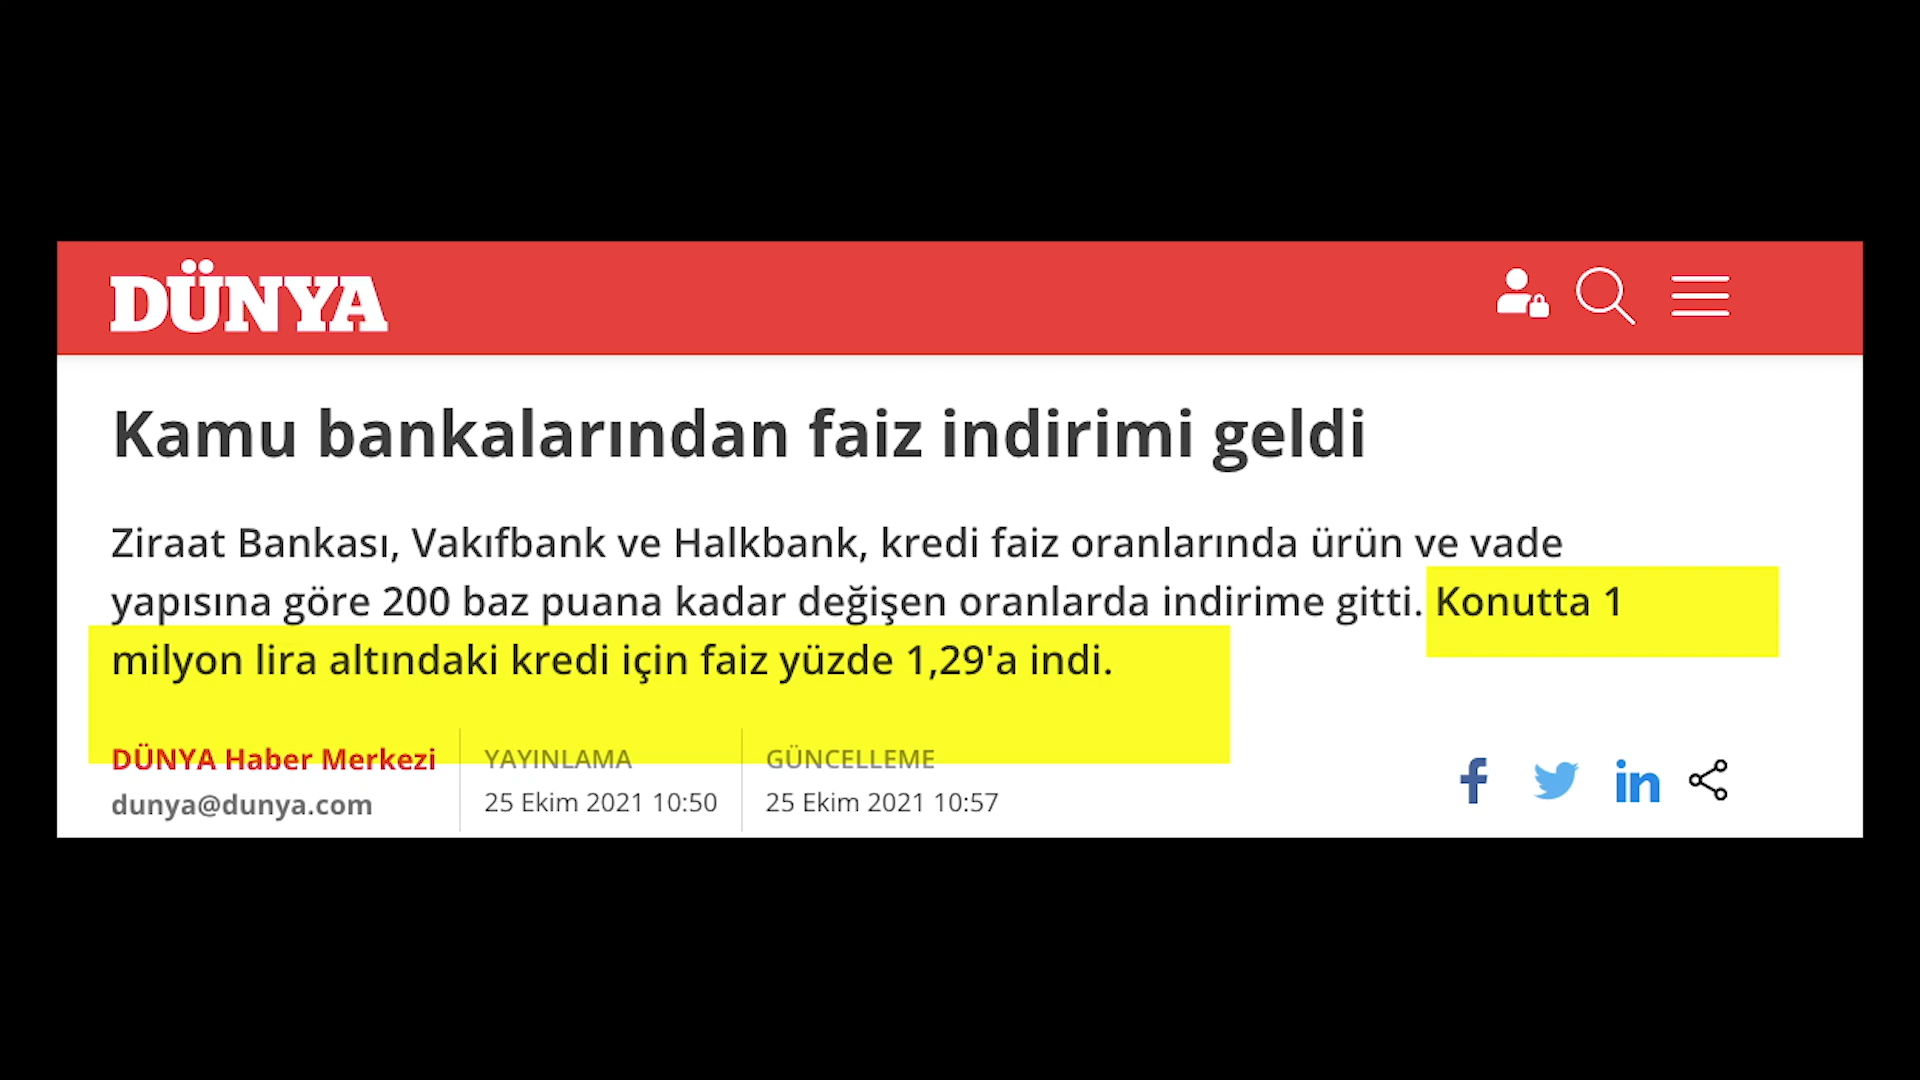 DÜNYA
Kamu bankalarından faiz indirimi geldi
Ziraat Bankası, Vakıfbank ve Halkbank, kredi faiz oranlarında ürün ve vade
yapısına göre 200 baz puana kadar değişen oranlarda indirime gitti. Konutta 1
milyon lira altındaki kredi için faiz yüzde 1,29'a indi.
DÜNYA Haber Merkezi
dunya@dunya.com
YAYINLAMA
25 Ekim 2021 10:50
GÜNCELLEME
25 Ekim 2021 10:57